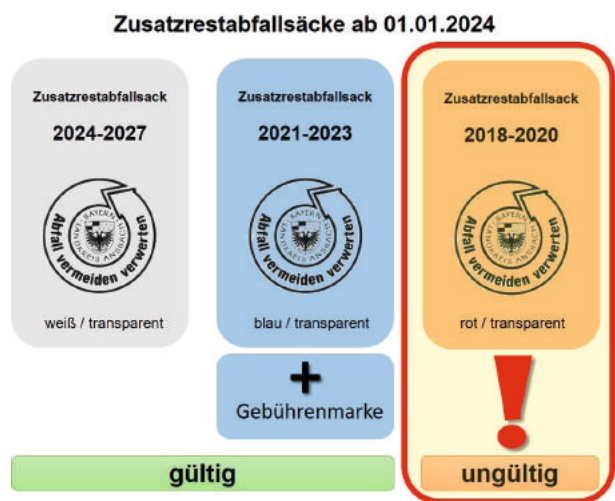 Zusatzrestabfallsäcke ab 01.01.2024
Zusatzrestabfallsack
2024-2027
BAYERN
LANDKREIS ANSBACH
Abfall vermeiden verwerten
weiß / transparent
Zusatzrestabfallsack
2021-2023
BAYERN
LANDKREIS ANSBACH
Abfall vermeiden verwerten
blau / transparent
+
Gebührenmarke
Zusatzrestabfallsack
2018-2020
BAYERN
LANDKREIS ANSBACH
Abfall vermeiden verwerten
rot / transparent
!
gültig
ungültig